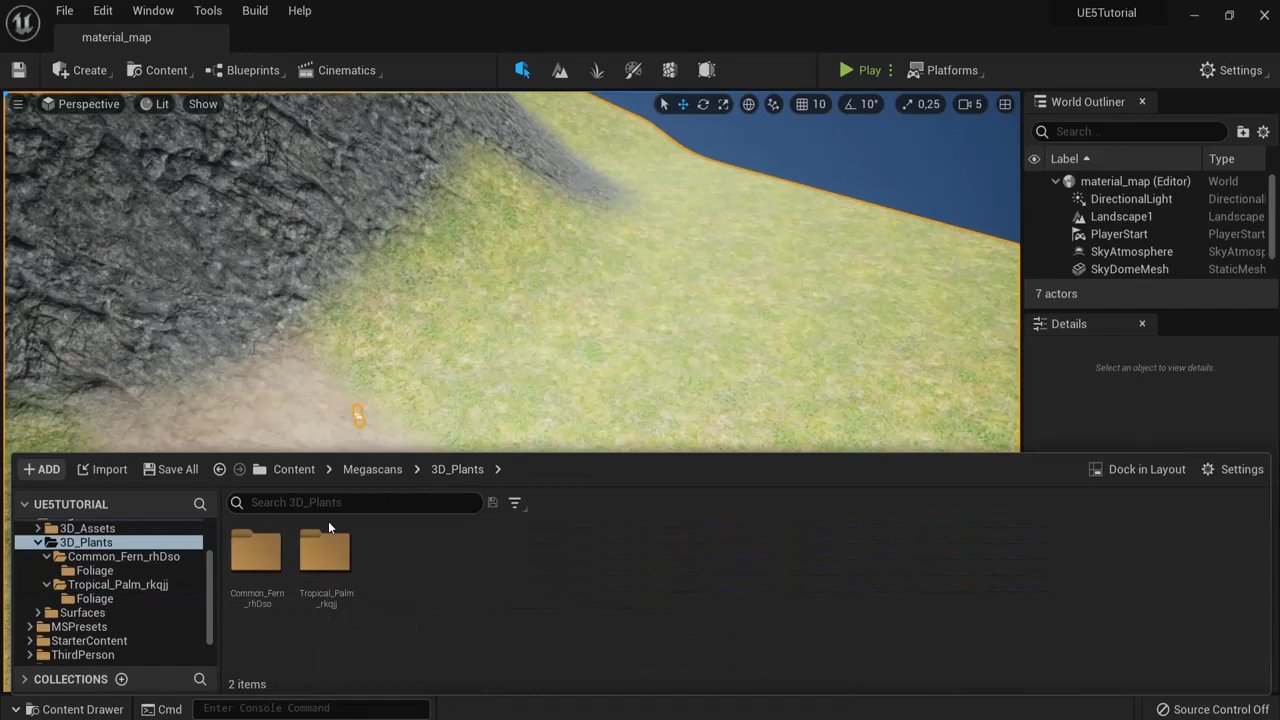 File Edit Window Tools Build Help
UE5Tutorial
material_map
Create Content Blueprints Cinematics Play Platforms Settings
Perspective Lit Show 10 10° 0,25 5
World Outliner
Search...
Label Type
material_map (Editor) World
DirectionalLight Directional
Landscape1 Landscape
PlayerStart PlayerStart
SkyAtmosphere SkyAtmosp
SkyDomeMesh StaticMesh
7 actors
Details
Select an object to view details.
ADD Import Save All Content Megascans 3D_Plants Dock in Layout Settings
UE5TUTORIAL
Search 3D_Plants
3D_Assets
3D_Plants
Common_Fern_rhDso
Foliage
Tropical_Palm_rkqjj
Foliage
Surfaces
MSPresets
StarterContent
ThirdPerson
Common_Fern
_rhDso
Tropical_Palm
_rkqjj
COLLECTIONS
2 items
Content Drawer Cmd Enter Console Command Source Control Off